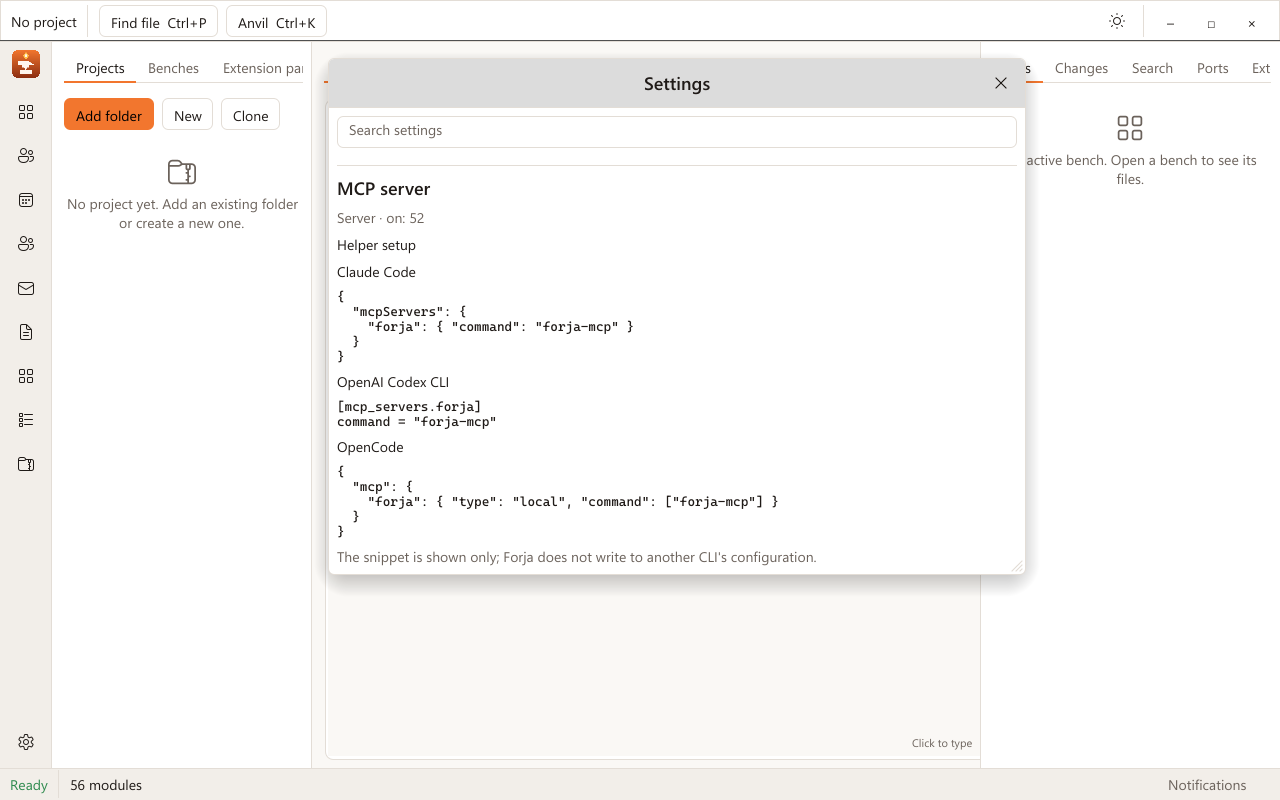 No project
Find file Ctrl+P
Anvil Ctrl+K
Projects
Benches
Extension par
Add folder
New
Clone
No project yet. Add an existing folder
or create a new one.
Settings
Search settings
MCP server
Server · on: 52
Helper setup
Claude Code
{
  "mcpServers": {
    "forja": { "command": "forja-mcp" }
  }
}
OpenAI Codex CLI
[mcp_servers.forja]
command = "forja-mcp"
OpenCode
{
  "mcp": {
    "forja": { "type": "local", "command": ["forja-mcp"] }
  }
}
The snippet is shown only; Forja does not write to another CLI's configuration.
Click to type
Changes
Search
Ports
Ext
active bench. Open a bench to see its
files.
Ready
56 modules
Notifications